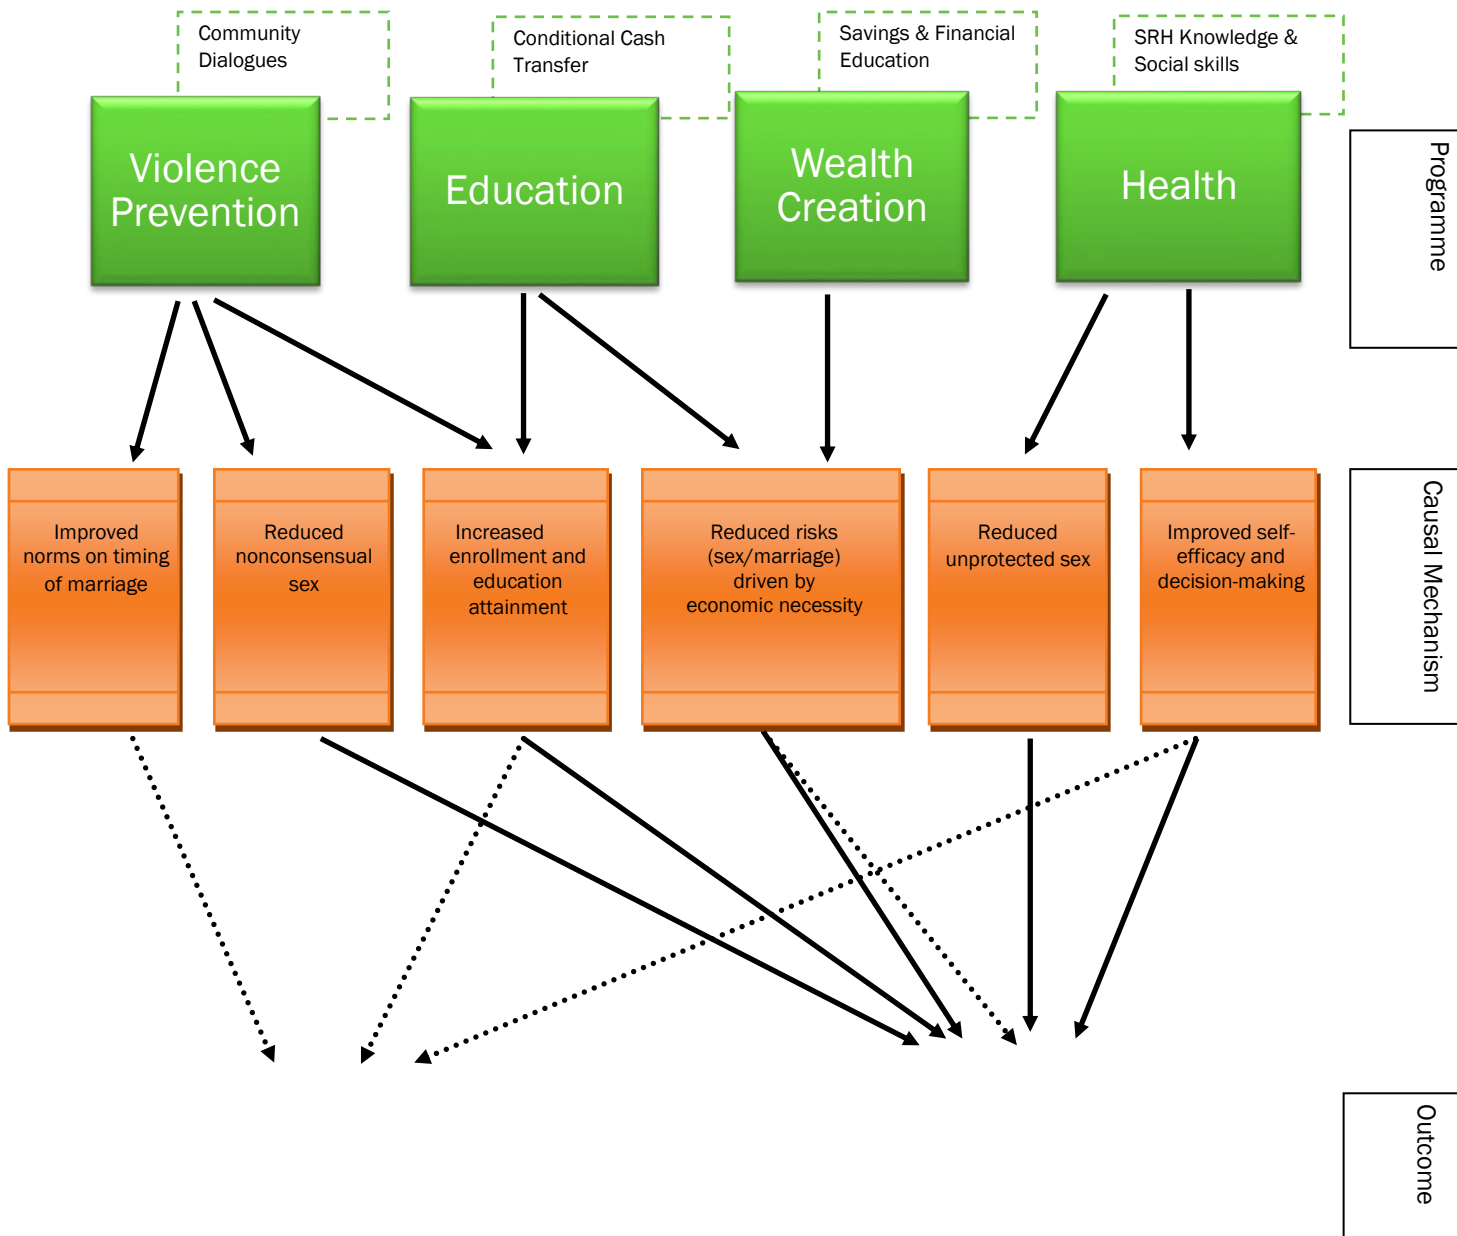 Community
Dialogues
Conditional Cash
Transfer
Savings & Financial
Education
SRH Knowledge &
Social skills
Violence
Prevention
Education
Wealth
Creation
Health
Programme
Improved
norms on timing
of marriage
Reduced
nonconsensual
sex
Increased
enrollment and
education
attainment
Reduced risks
(sex/marriage)
driven by
economic necessity
Reduced
unprotected sex
Improved self-
efficacy and
decision-making
Causal Mechanism
Outcome